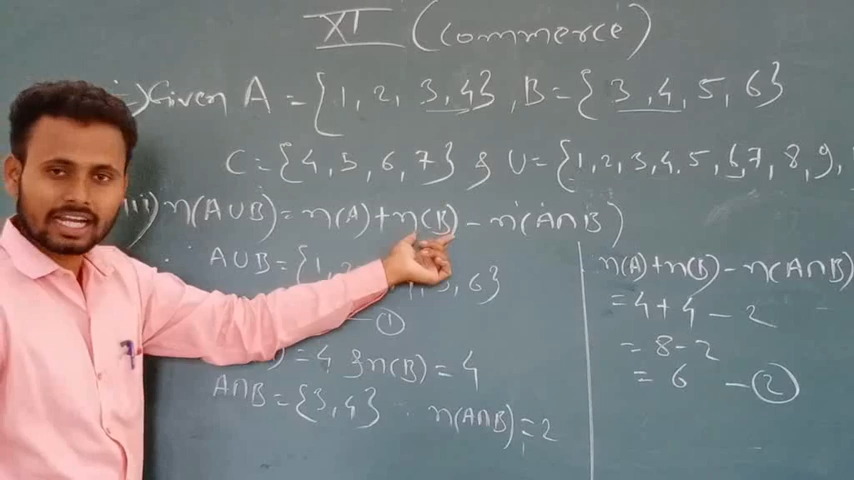 XI (Commerce)
Given A = {1, 2, 3, 4}, B = {3, 4, 5, 6}
C = {4, 5, 6, 7} & U = {1, 2, 3, 4, 5, 6, 7, 8, 9,
iii) n(A∪B) = n(A) + n(B) - n(A∩B)
A∪B = {1, 2 6}
— ①
= 4 & n(B) = 4
A∩B = {3, 4} ∴ n(A∩B) = 2
n(A) + n(B) - n(A∩B)
= 4 + 4 - 2
= 8 - 2
= 6 — ②